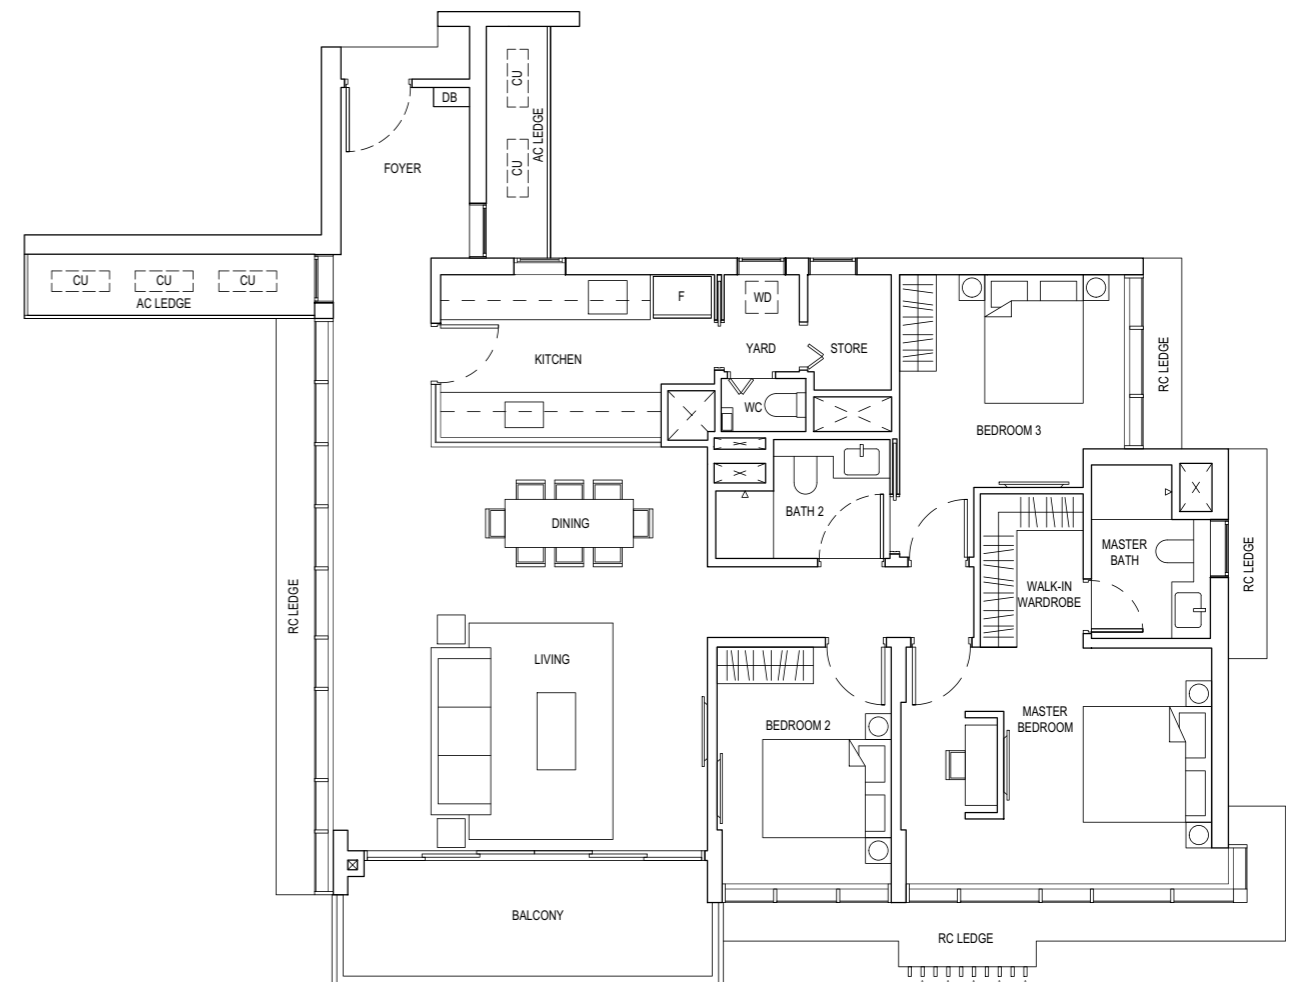 CU
DB
AC LEDGE
CU
FOYER
CU
CU
CU
AC LEDGE
F
WD
KITCHEN
YARD
STORE
RC LEDGE
WC
BEDROOM 3
BATH 2
DINING
MASTER
BATH
RC LEDGE
WALK-IN
WARDROBE
RC LEDGE
LIVING
BEDROOM 2
MASTER
BEDROOM
BALCONY
RC LEDGE